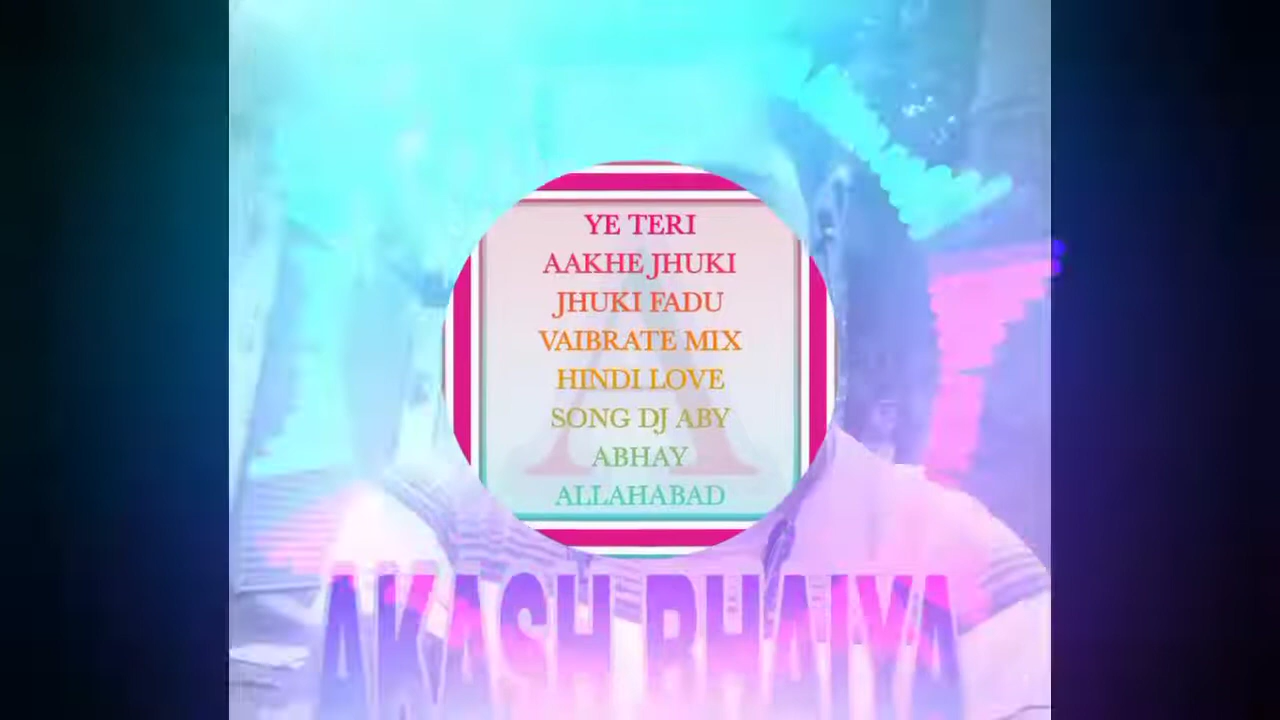 YE TERI
AAKHE JHUKI
JHUKI FADU
VAIBRATE MIX
HINDI LOVE
SONG DJ ABY
ABHAY
ALLAHABAD
AKASH BHAIYA